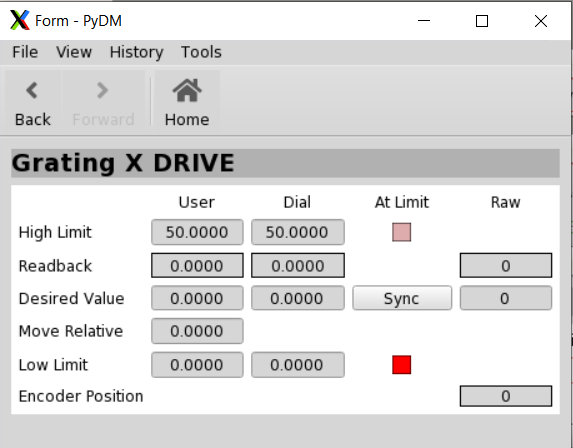 Form - PyDM
File View History Tools
Back Forward Home
Grating X DRIVE
User Dial At Limit Raw
High Limit 50.0000 50.0000
Readback 0.0000 0.0000 0
Desired Value 0.0000 0.0000 Sync 0
Move Relative 0.0000
Low Limit 0.0000 0.0000
Encoder Position 0